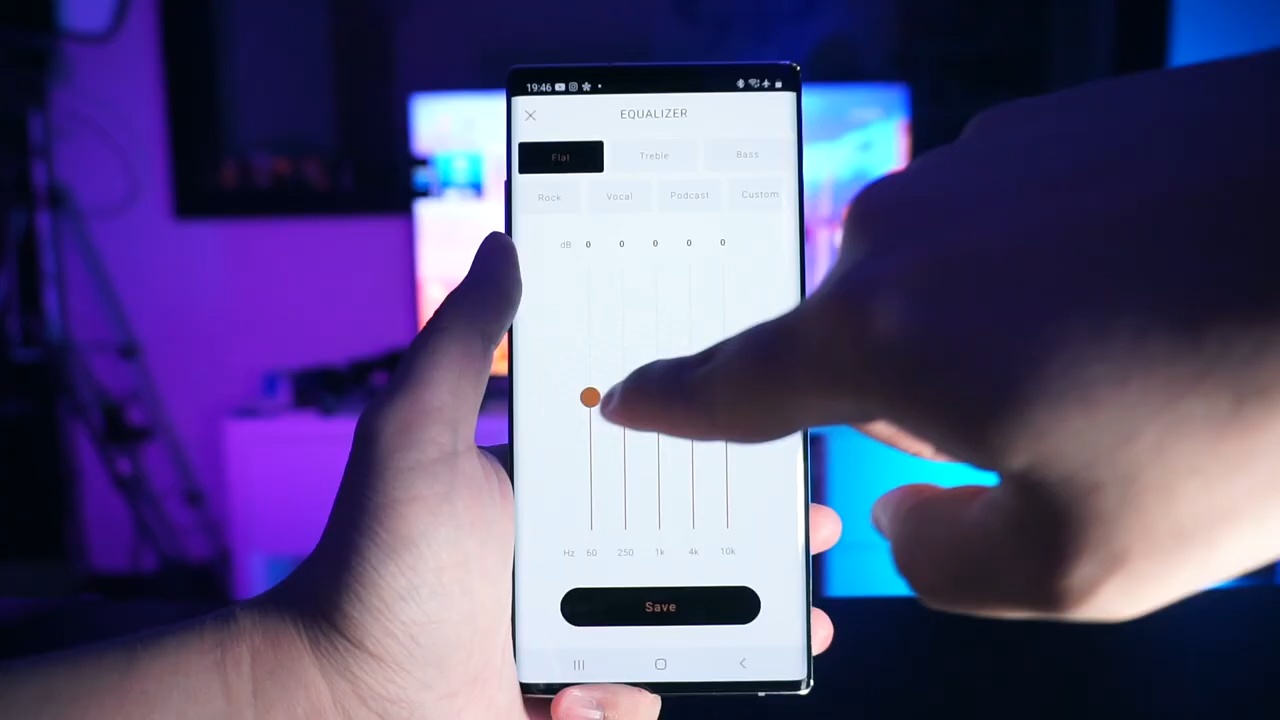 19:46
EQUALIZER
Flat Treble Bass
Rock Vocal Podcast Custom
dB 0 0 0 0 0
Hz 60 250 1k 4k 10k
Save